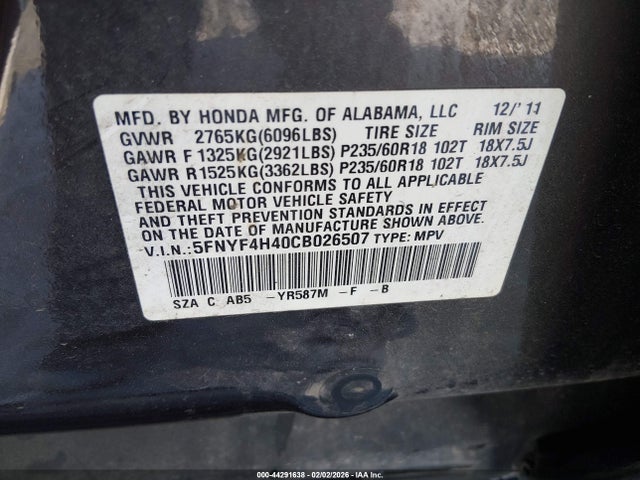 MFD. BY HONDA MFG. OF ALABAMA, LLC 12/'11
GVWR 2765KG(6096LBS) TIRE SIZE RIM SIZE
GAWR F 1325KG(2921LBS) P235/60R18 102T 18X7.5J
GAWR R 1525KG(3362LBS) P235/60R18 102T 18X7.5J
THIS VEHICLE CONFORMS TO ALL APPLICABLE
FEDERAL MOTOR VEHICLE SAFETY
AND THEFT PREVENTION STANDARDS IN EFFECT
ON THE DATE OF MANUFACTURE SHOWN ABOVE.
V.I.N.:5FNYF4H40CB026507 TYPE: MPV
SZA C AB5 -YR587M -F -B
000-44291638 - 02/02/2026 - IAA Inc.